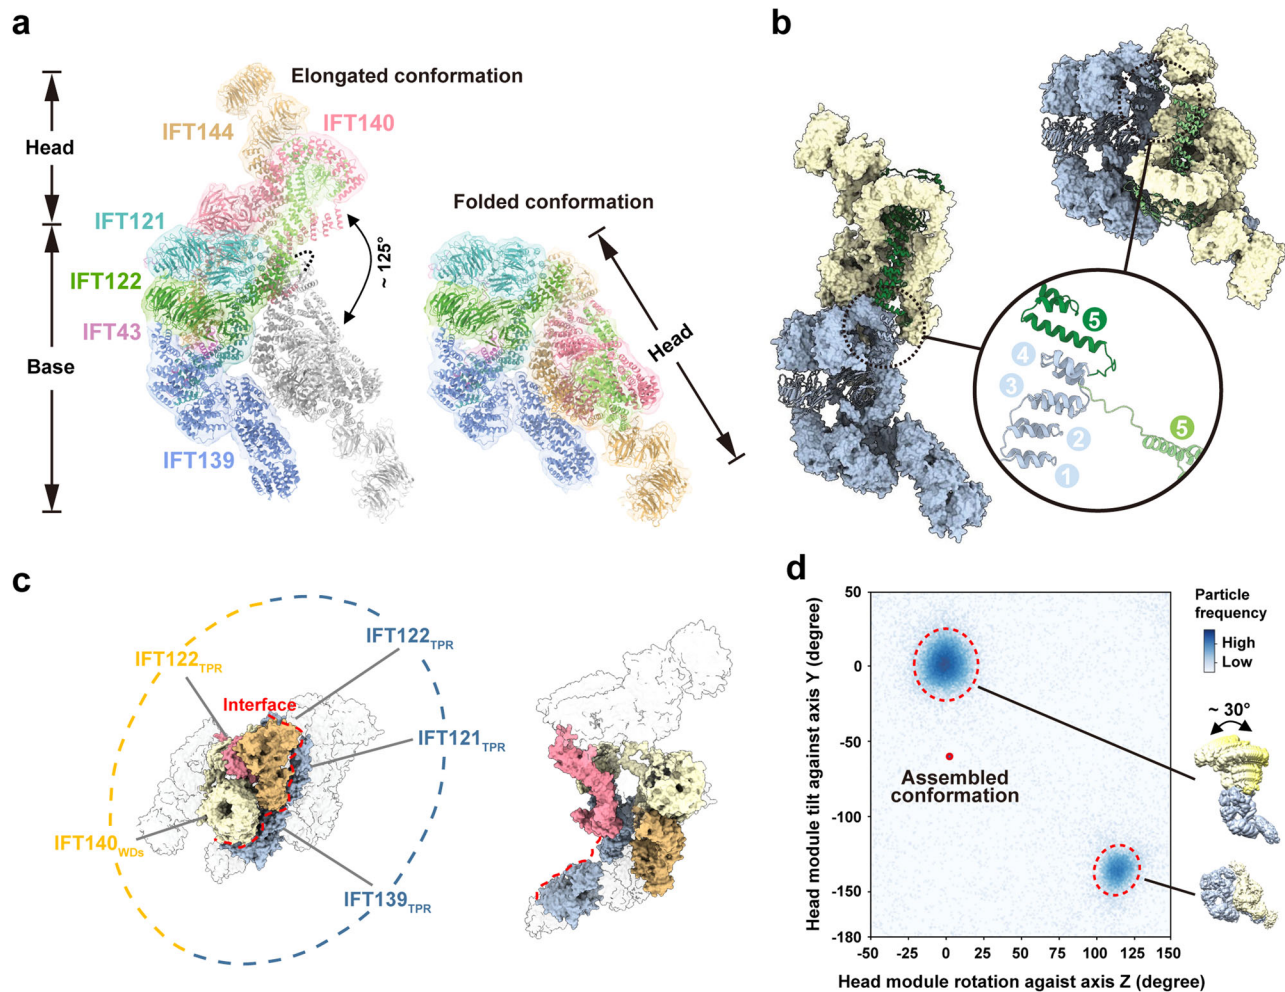 a
Elongated conformation
IFT144
IFT140
Head
IFT121
IFT122
IFT43
Base
IFT139
~ 125°
Folded conformation
Head
b
5
4
3
2
1
5
c
IFT122TPR
IFT122TPR
Interface
IFT121TPR
IFT140WDs
IFT139TPR
d
Head module tilt against axis Y (degree)
50
0
-50
-100
-150
-180
-50
-25
0
25
50
75
100
125
150
Head module rotation agaist axis Z (degree)
Assembled
conformation
Particle
frequency
High
Low
~ 30°